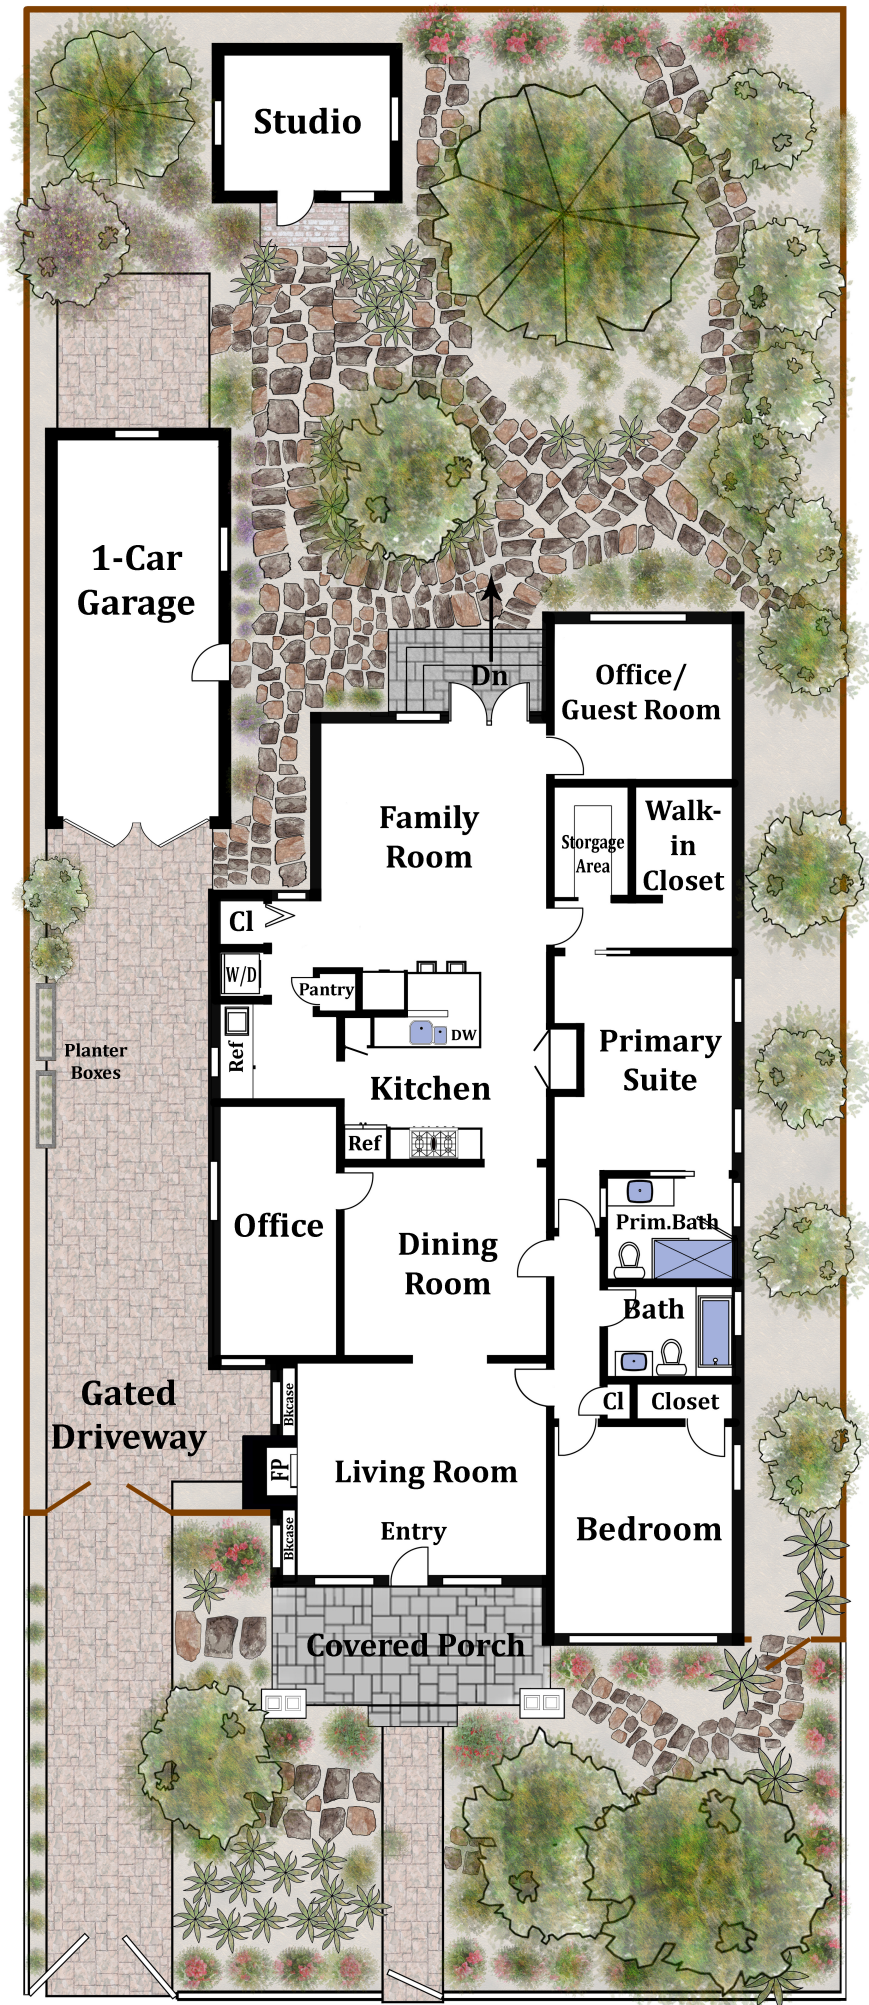 Studio
1-Car
Garage
Dn
Office/
Guest Room
Family
Room
Storgage
Area
Walk-
in
Closet
Cl
W/D
Pantry
Ref
DW
Planter
Boxes
Kitchen
Primary
Suite
Ref
Office
Dining
Room
Prim.Bath
Bath
Gated
Driveway
Bkcase
Cl
Closet
FP
Living Room
Bkcase
Entry
Bedroom
Covered Porch